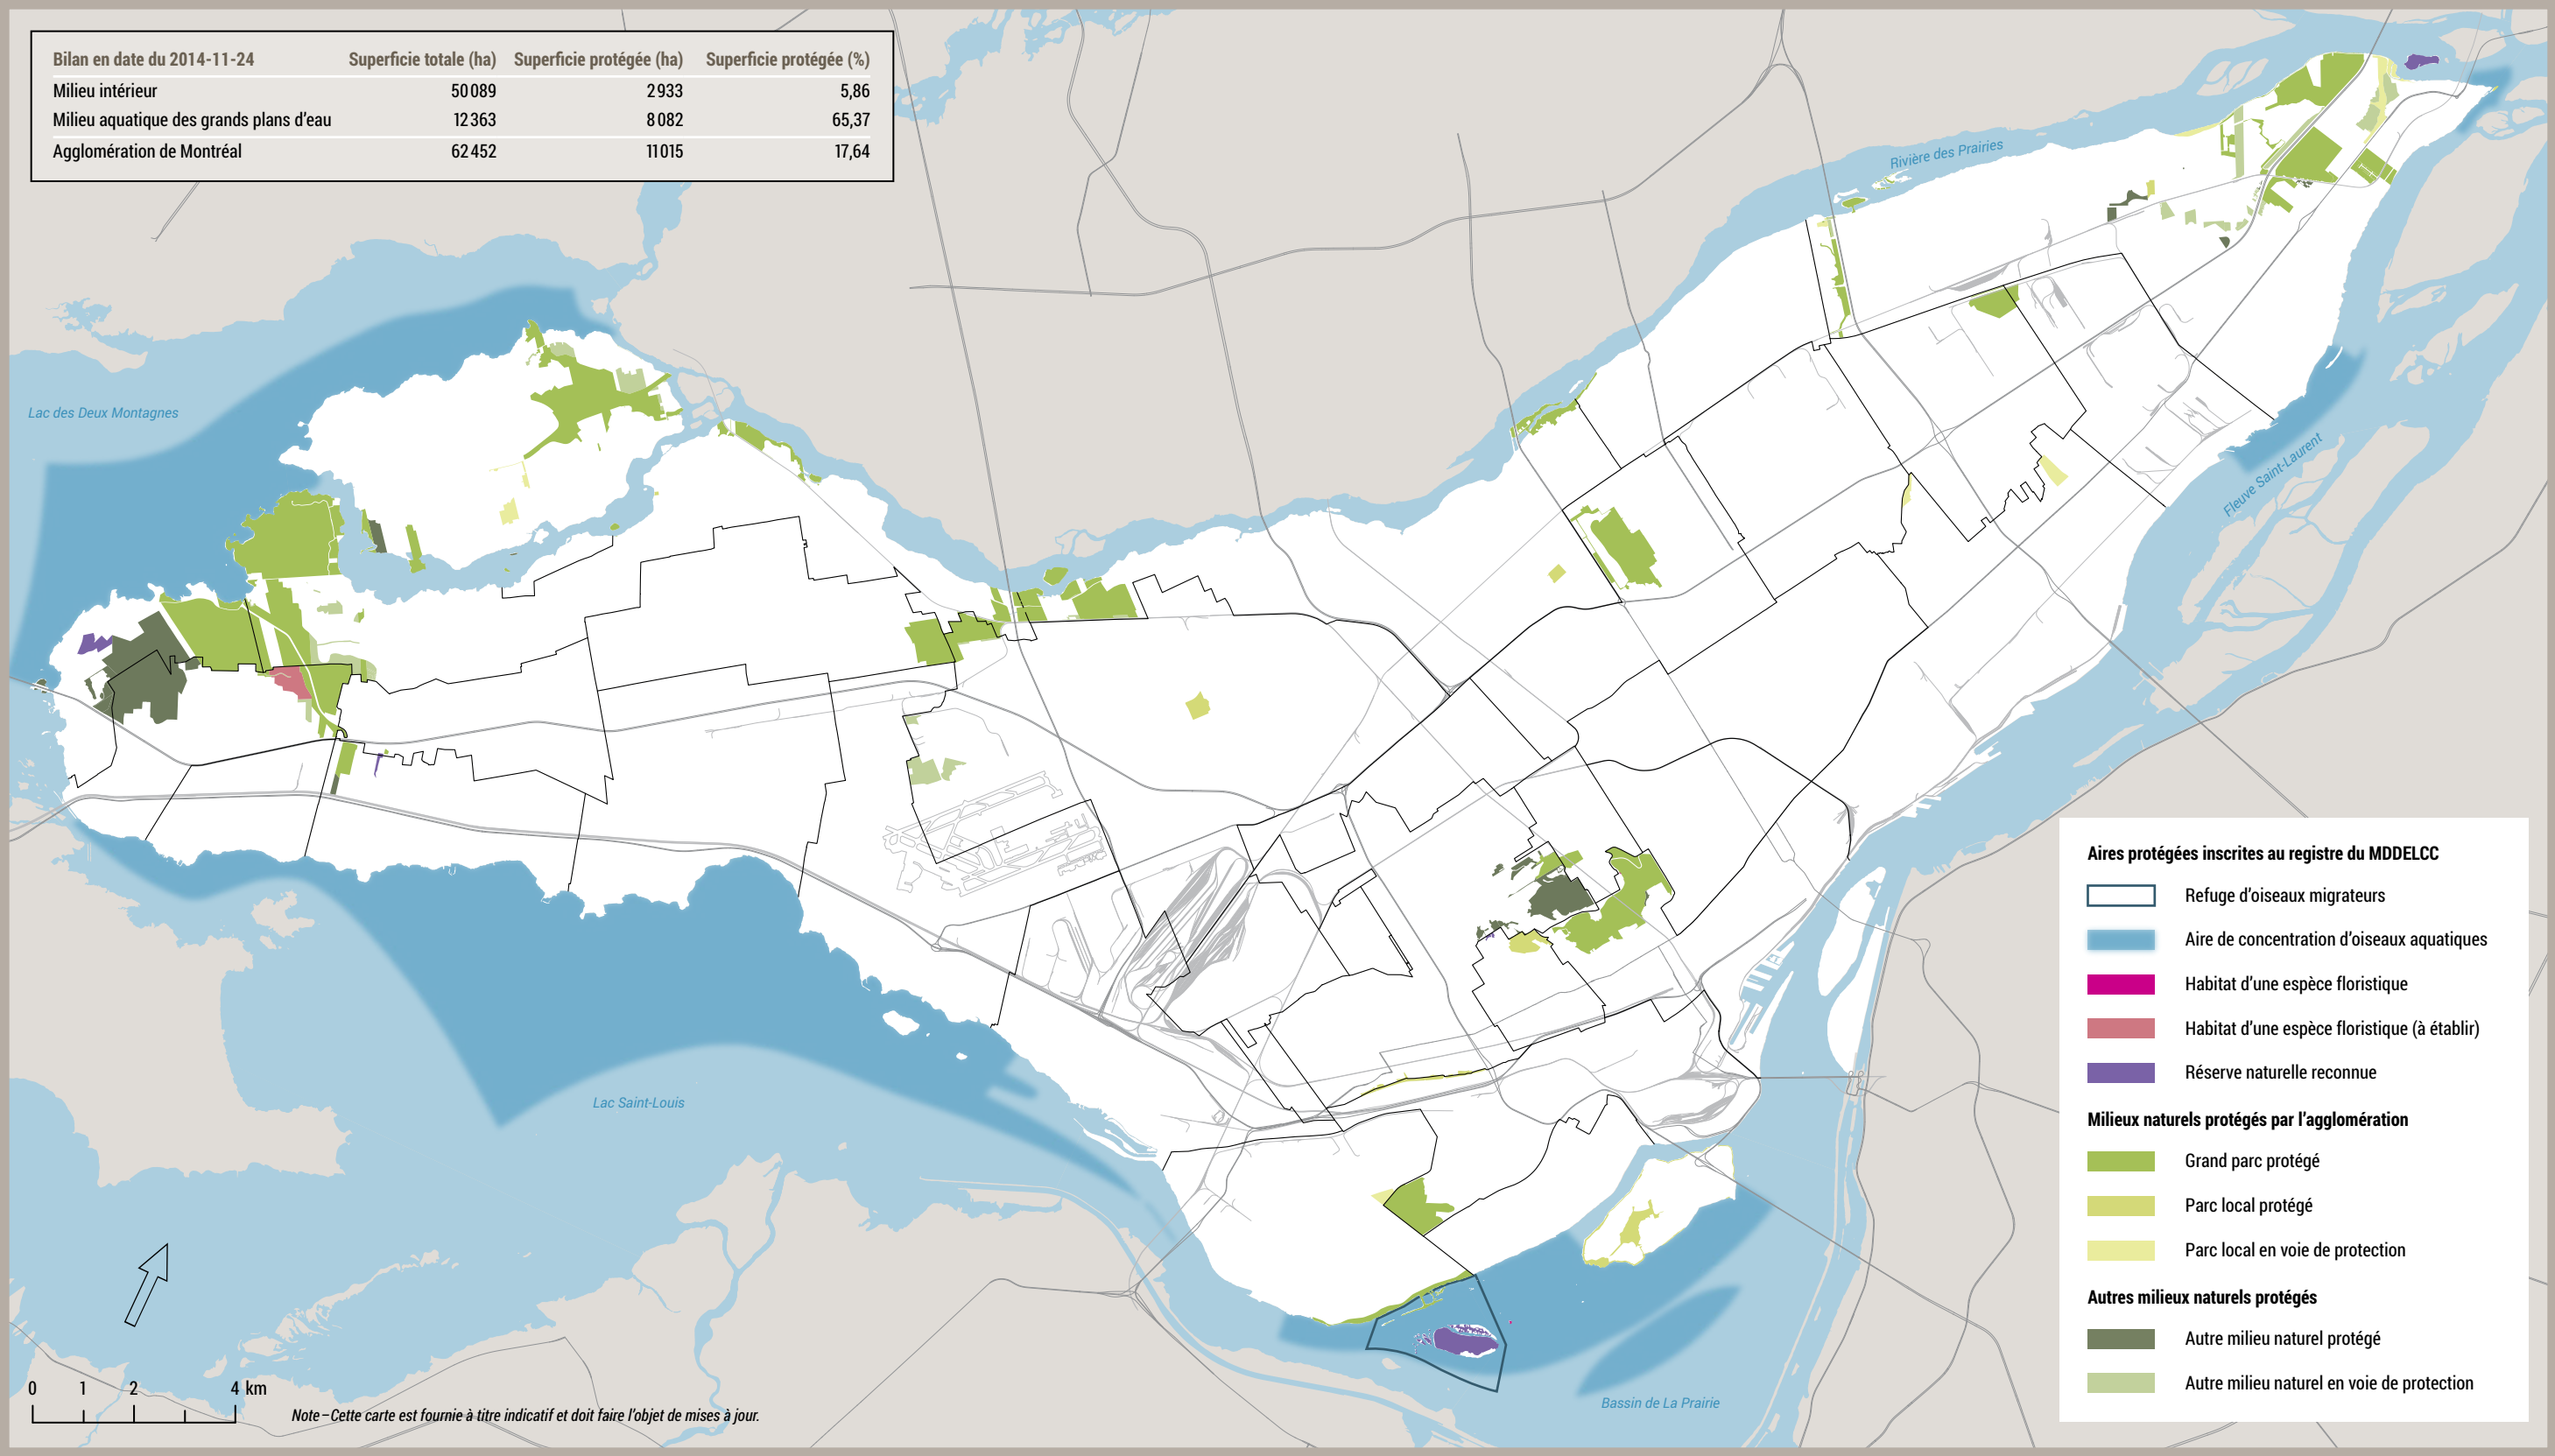 Bilan en date du 2014-11-24 Superficie totale (ha) Superficie protégée (ha) Superficie protégée (%)
Milieu intérieur 50 089 2 933 5,86
Milieu aquatique des grands plans d'eau 12 363 8 082 65,37
Agglomération de Montréal 62 452 11 015 17,64
Rivière des Prairies
Lac des Deux Montagnes
Fleuve Saint-Laurent
Lac Saint-Louis
Bassin de La Prairie
Aires protégées inscrites au registre du MDDELCC
Refuge d'oiseaux migrateurs
Aire de concentration d'oiseaux aquatiques
Habitat d'une espèce floristique
Habitat d'une espèce floristique (à établir)
Réserve naturelle reconnue
Milieux naturels protégés par l'agglomération
Grand parc protégé
Parc local protégé
Parc local en voie de protection
Autres milieux naturels protégés
Autre milieu naturel protégé
Autre milieu naturel en voie de protection
0 1 2 4 km
Note – Cette carte est fournie à titre indicatif et doit faire l'objet de mises à jour.